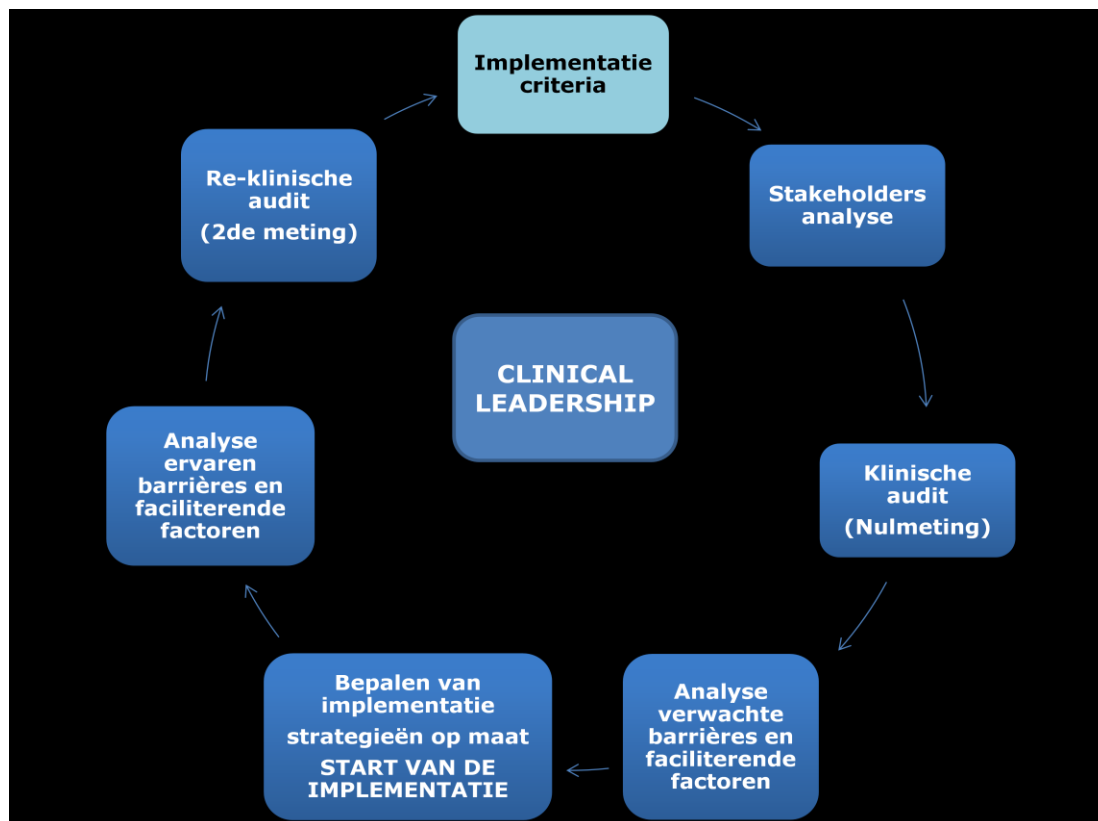 Implementatie
criteria
Stakeholders
analyse
Klinische
audit
(Nulmeting)
Analyse
verwachte
barrières en
faciliterende
factoren
Bepalen van
implementatie
strategieën op maat
START VAN DE
IMPLEMENTATIE
Analyse
ervaren
barrières en
faciliterende
factoren
Re-klinische
audit
(2de meting)
CLINICAL
LEADERSHIP